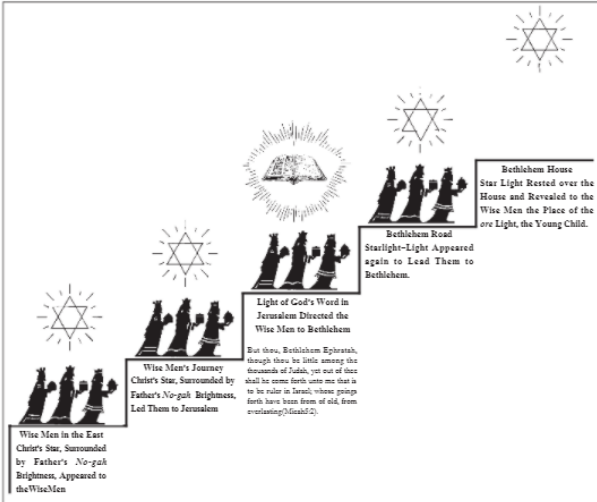 Bethlehem House
Star Light Rested over the
House and Revealed to the
Wise Men the Place of the
ore Light, the Young Child.
Bethlehem Road
Starlight-Light Appeared
again to Lead Them to
Bethlehem.
Light of God's Word in
Jerusalem Directed the
Wise Men to Bethlehem
But thou, Bethlehem Ephratah,
though thou be little among the
thousands of Judah, yet out of thee
shall he come forth unto me that is
to be ruler in Israel; whose goings
forth have been from of old, from
everlasting(Micah5:2).
Wise Men's Journey
Christ's Star, Surrounded by
Father's No-gah Brightness,
Led Them to Jerusalem
Wise Men in the East
Christ's Star, Surrounded
by Father's No-gah
Brightness, Appeared to
theWiseMen